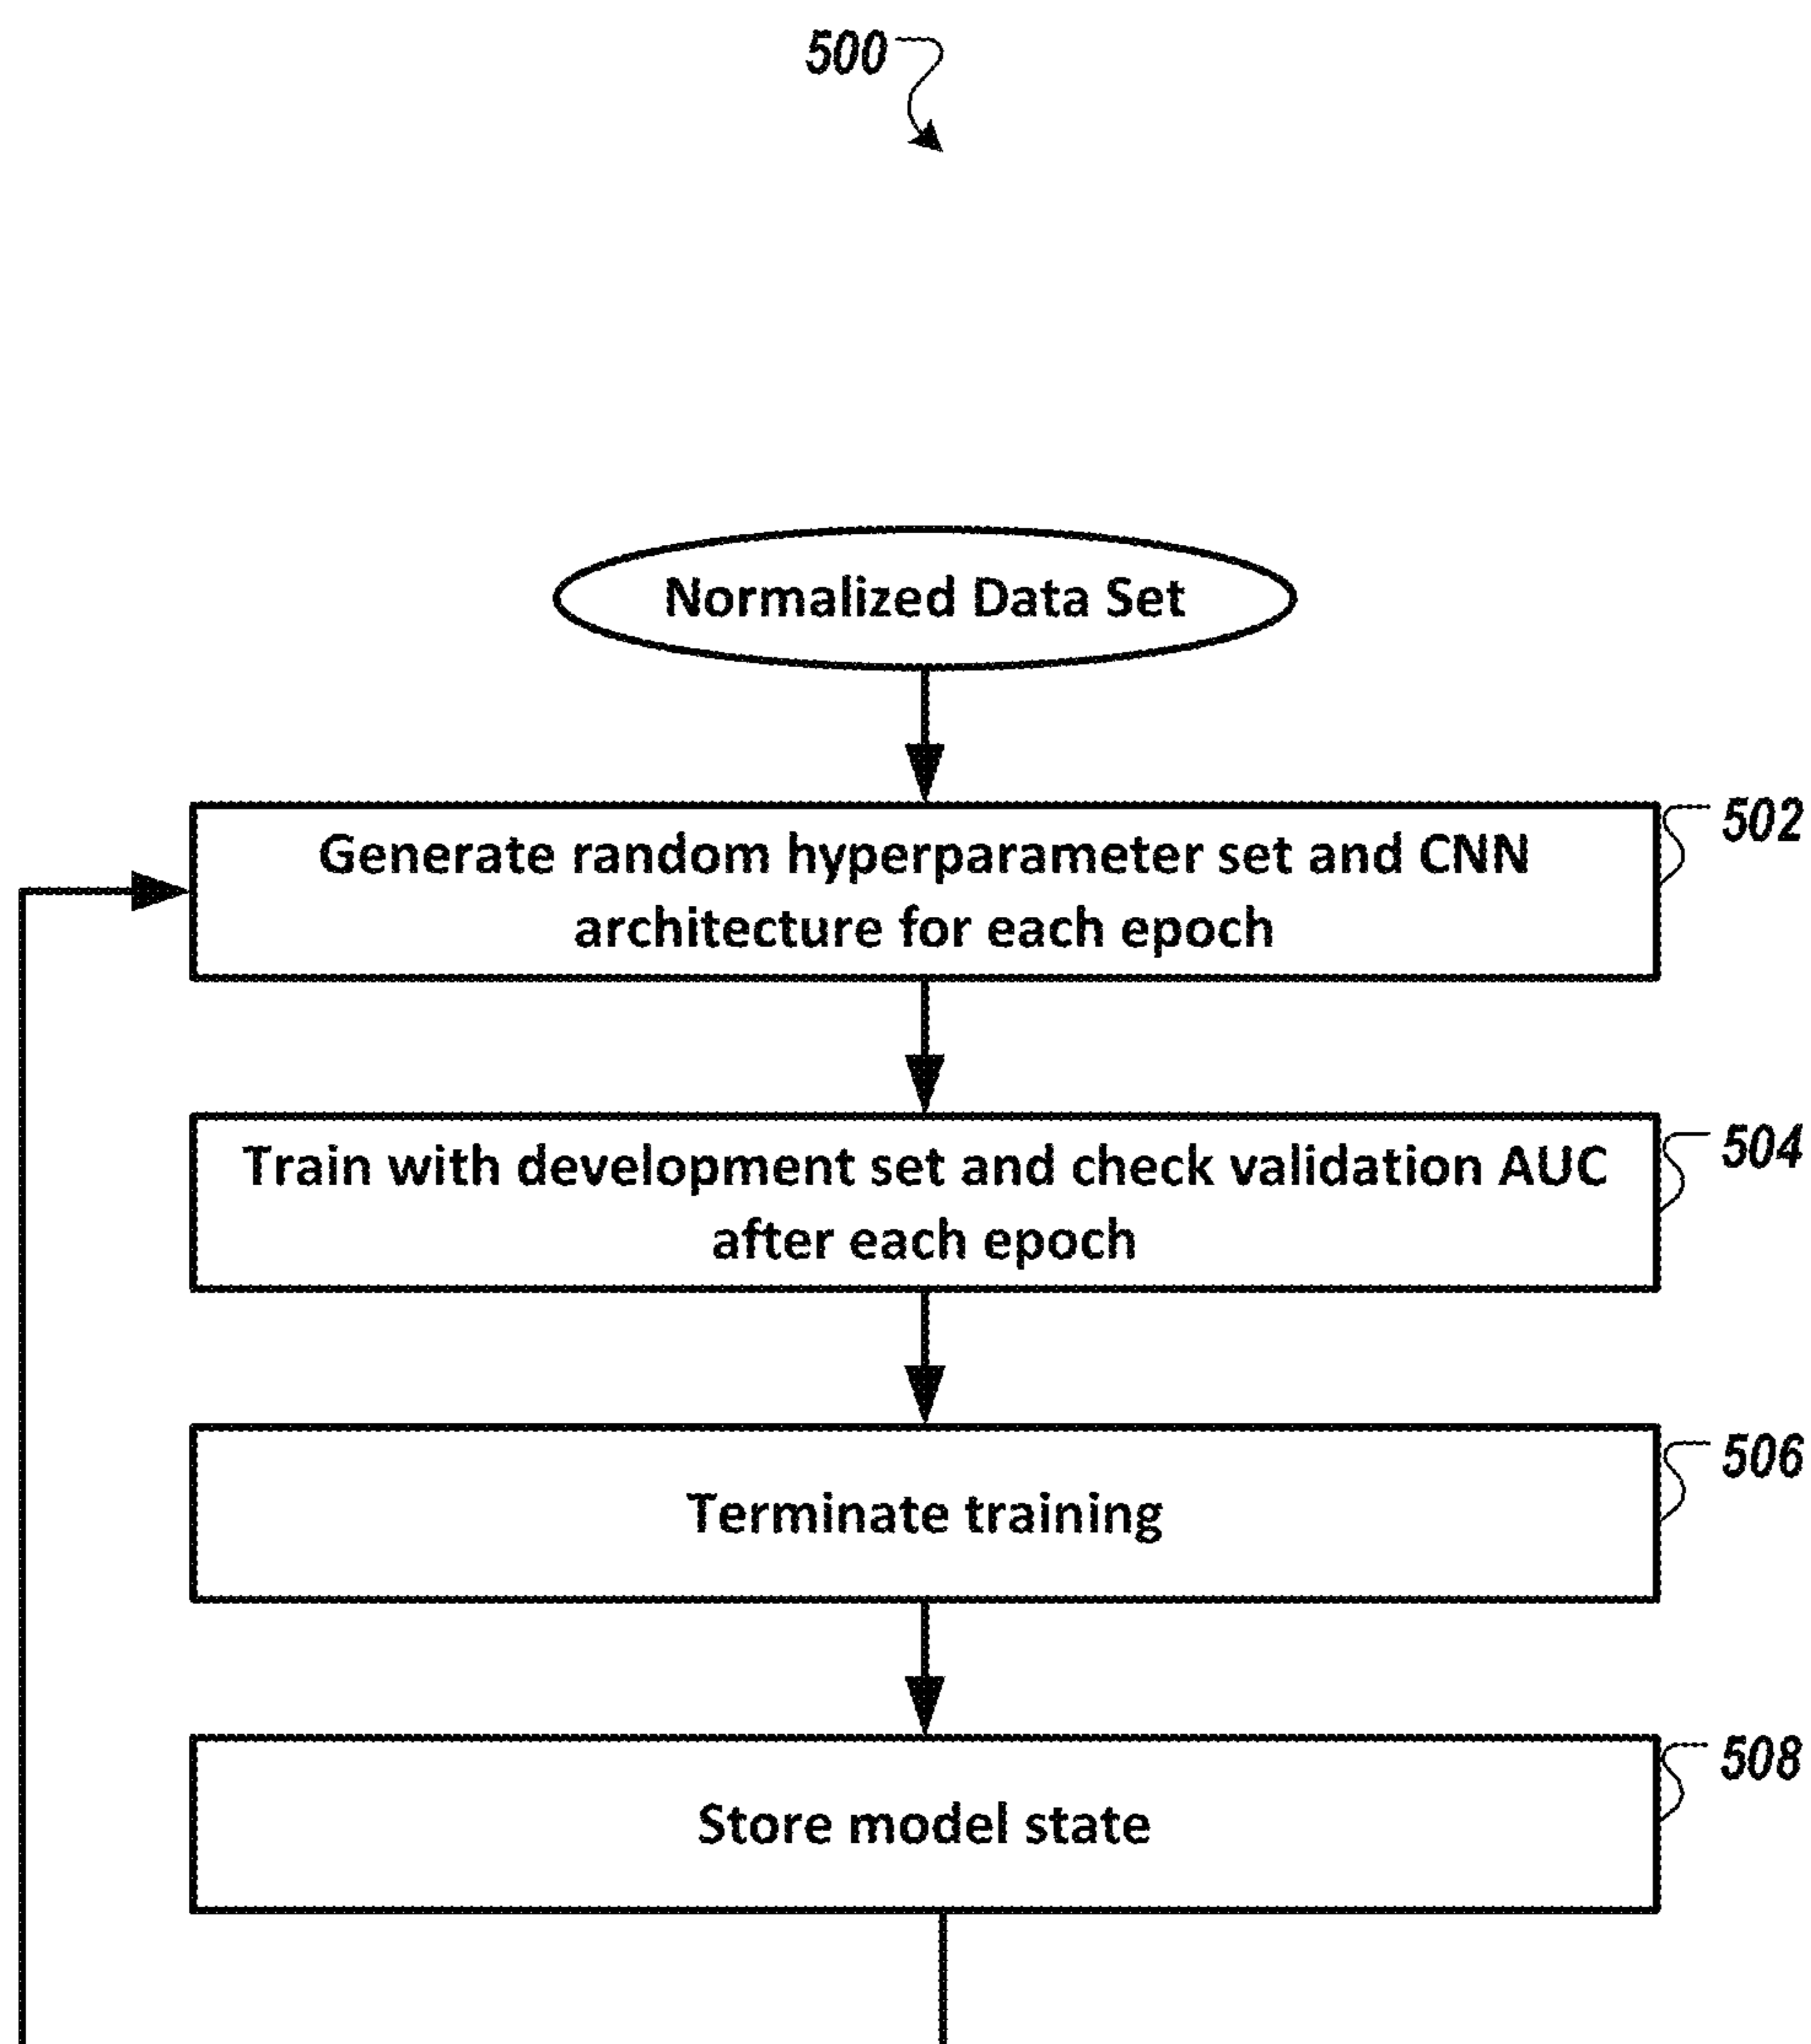 500
Normalized Data Set
Generate random hyperparameter set and CNN
architecture for each epoch
502
Train with development set and check validation AUC
after each epoch
504
Terminate training
506
Store model state
508